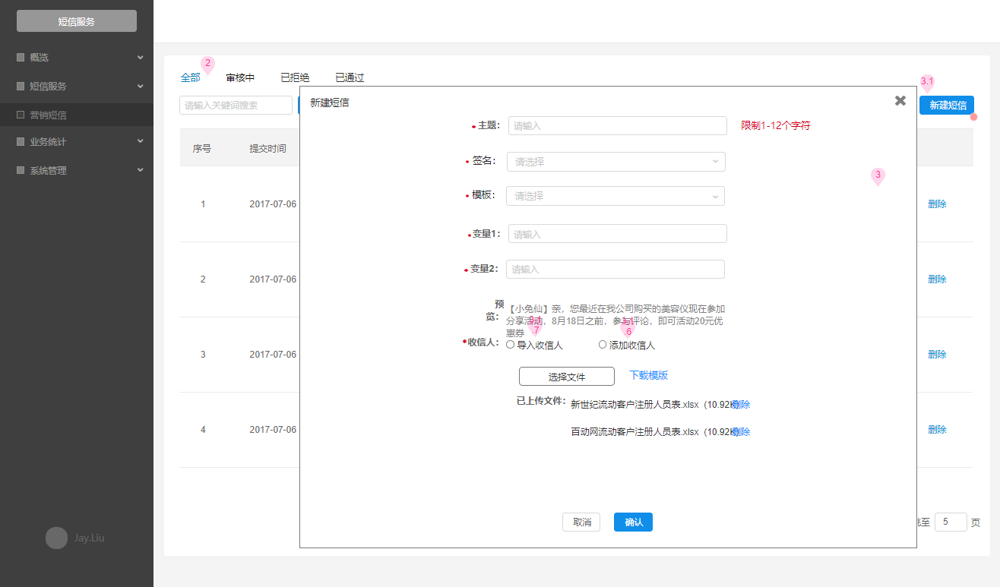 短信服务
概览
短信服务
营销短信
业务统计
系统管理
Jay.Liu
2
全部 审核中 已拒绝 已通过
3.1
请输入关键词搜索
新建短信
序号 提交时间
1 2017-07-06 删除
2 2017-07-06 删除
3 2017-07-06 删除
4 2017-07-06 删除
至 5 页
新建短信
3
*主题： 请输入 限制1-12个字符
*签名： 请选择
*模板： 请选择
*变量1： 请输入
*变量2： 请输入
预
览：
【小兔仙】亲，您最近在我公司购买的美容仪现在参加
分享活动，8月18日之前，参与评论，即可活动20元优
惠券
.7
.6
*收信人： 导入收信人 添加收信人
选择文件 下载模版
已上传文件： 新世纪流动客户注册人员表.xlsx（10.92K 删除
百动网流动客户注册人员表.xlsx（10.92K 删除
取消 确认